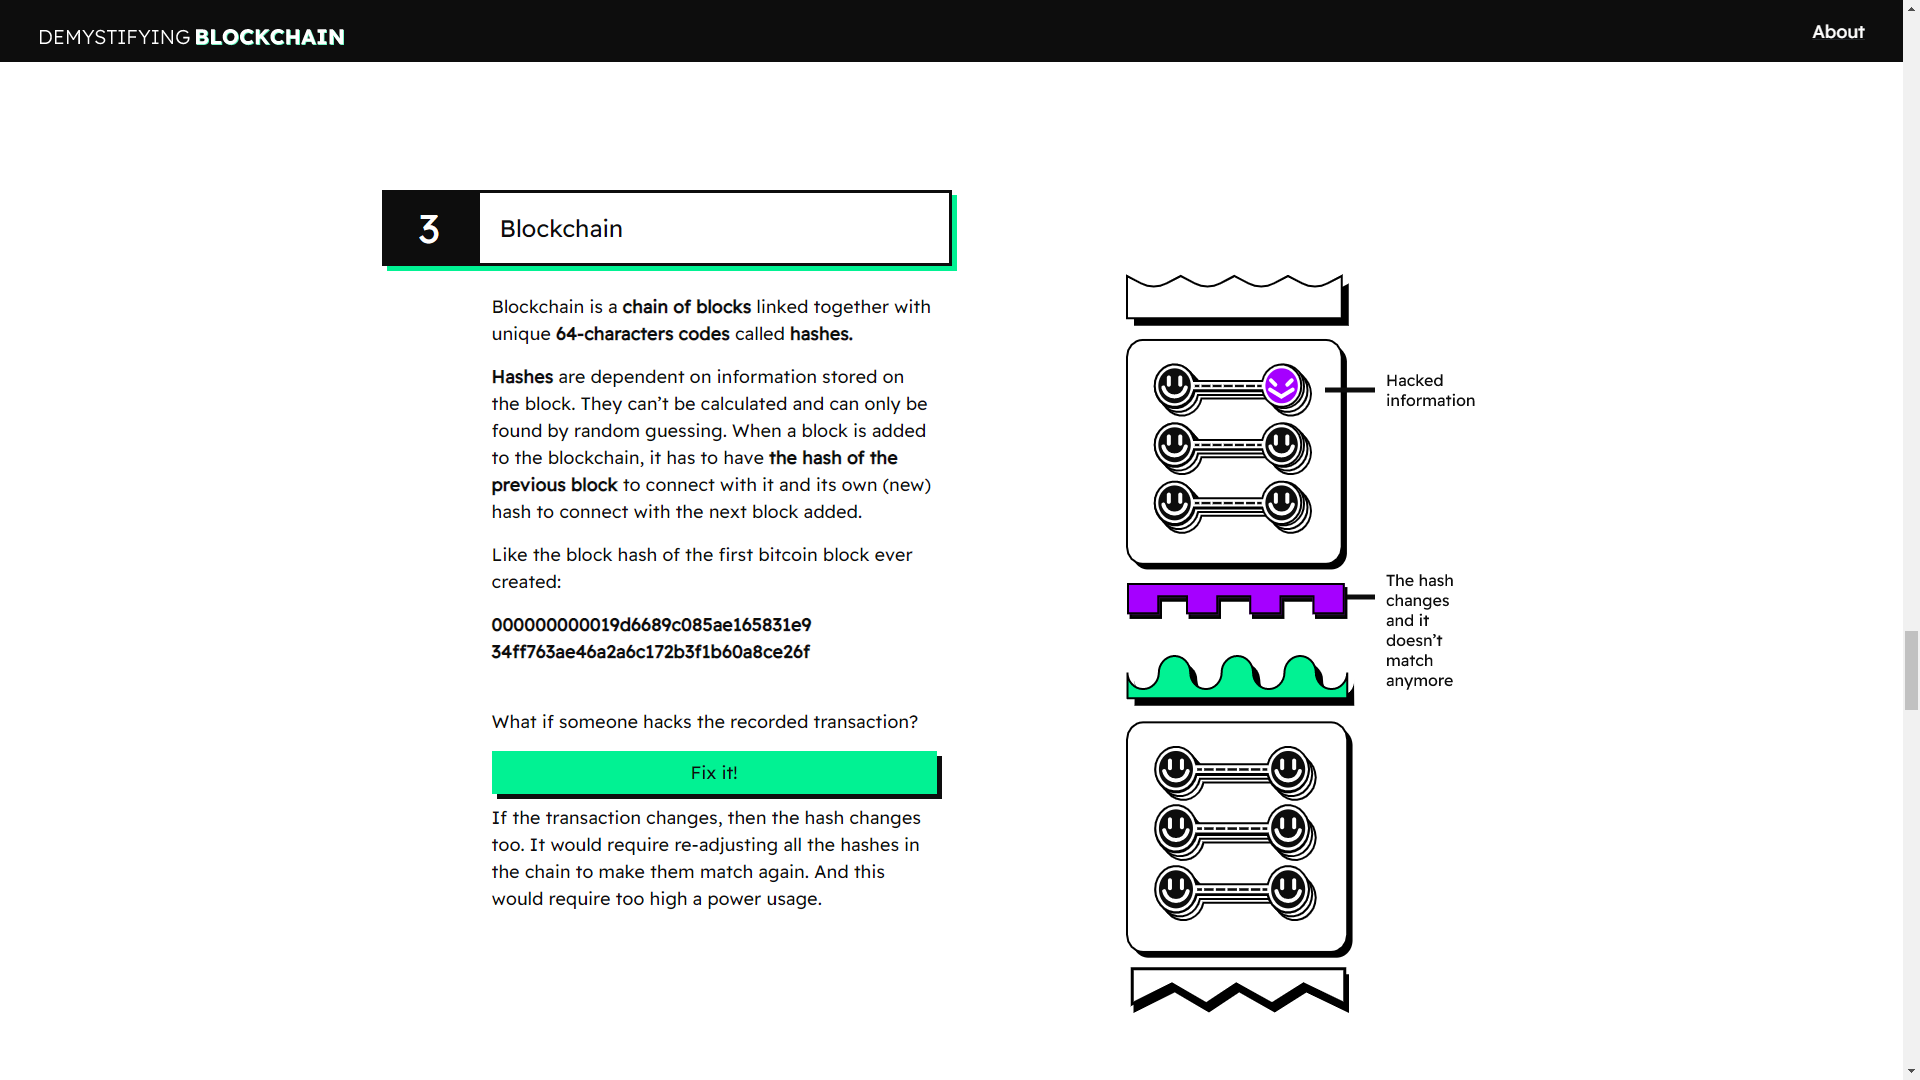 DEMYSTIFYING BLOCKCHAIN
About
3
Blockchain
Blockchain is a chain of blocks linked together with
unique 64-characters codes called hashes.
Hashes are dependent on information stored on
the block. They can’t be calculated and can only be
found by random guessing. When a block is added
to the blockchain, it has to have the hash of the
previous block to connect with it and its own (new)
hash to connect with the next block added.
Like the block hash of the first bitcoin block ever
created:
000000000019d6689c085ae165831e9
34ff763ae46a2a6c172b3f1b60a8ce26f
What if someone hacks the recorded transaction?
Fix it!
If the transaction changes, then the hash changes
too. It would require re-adjusting all the hashes in
the chain to make them match again. And this
would require too high a power usage.
Hacked
information
The hash
changes
and it
doesn’t
match
anymore